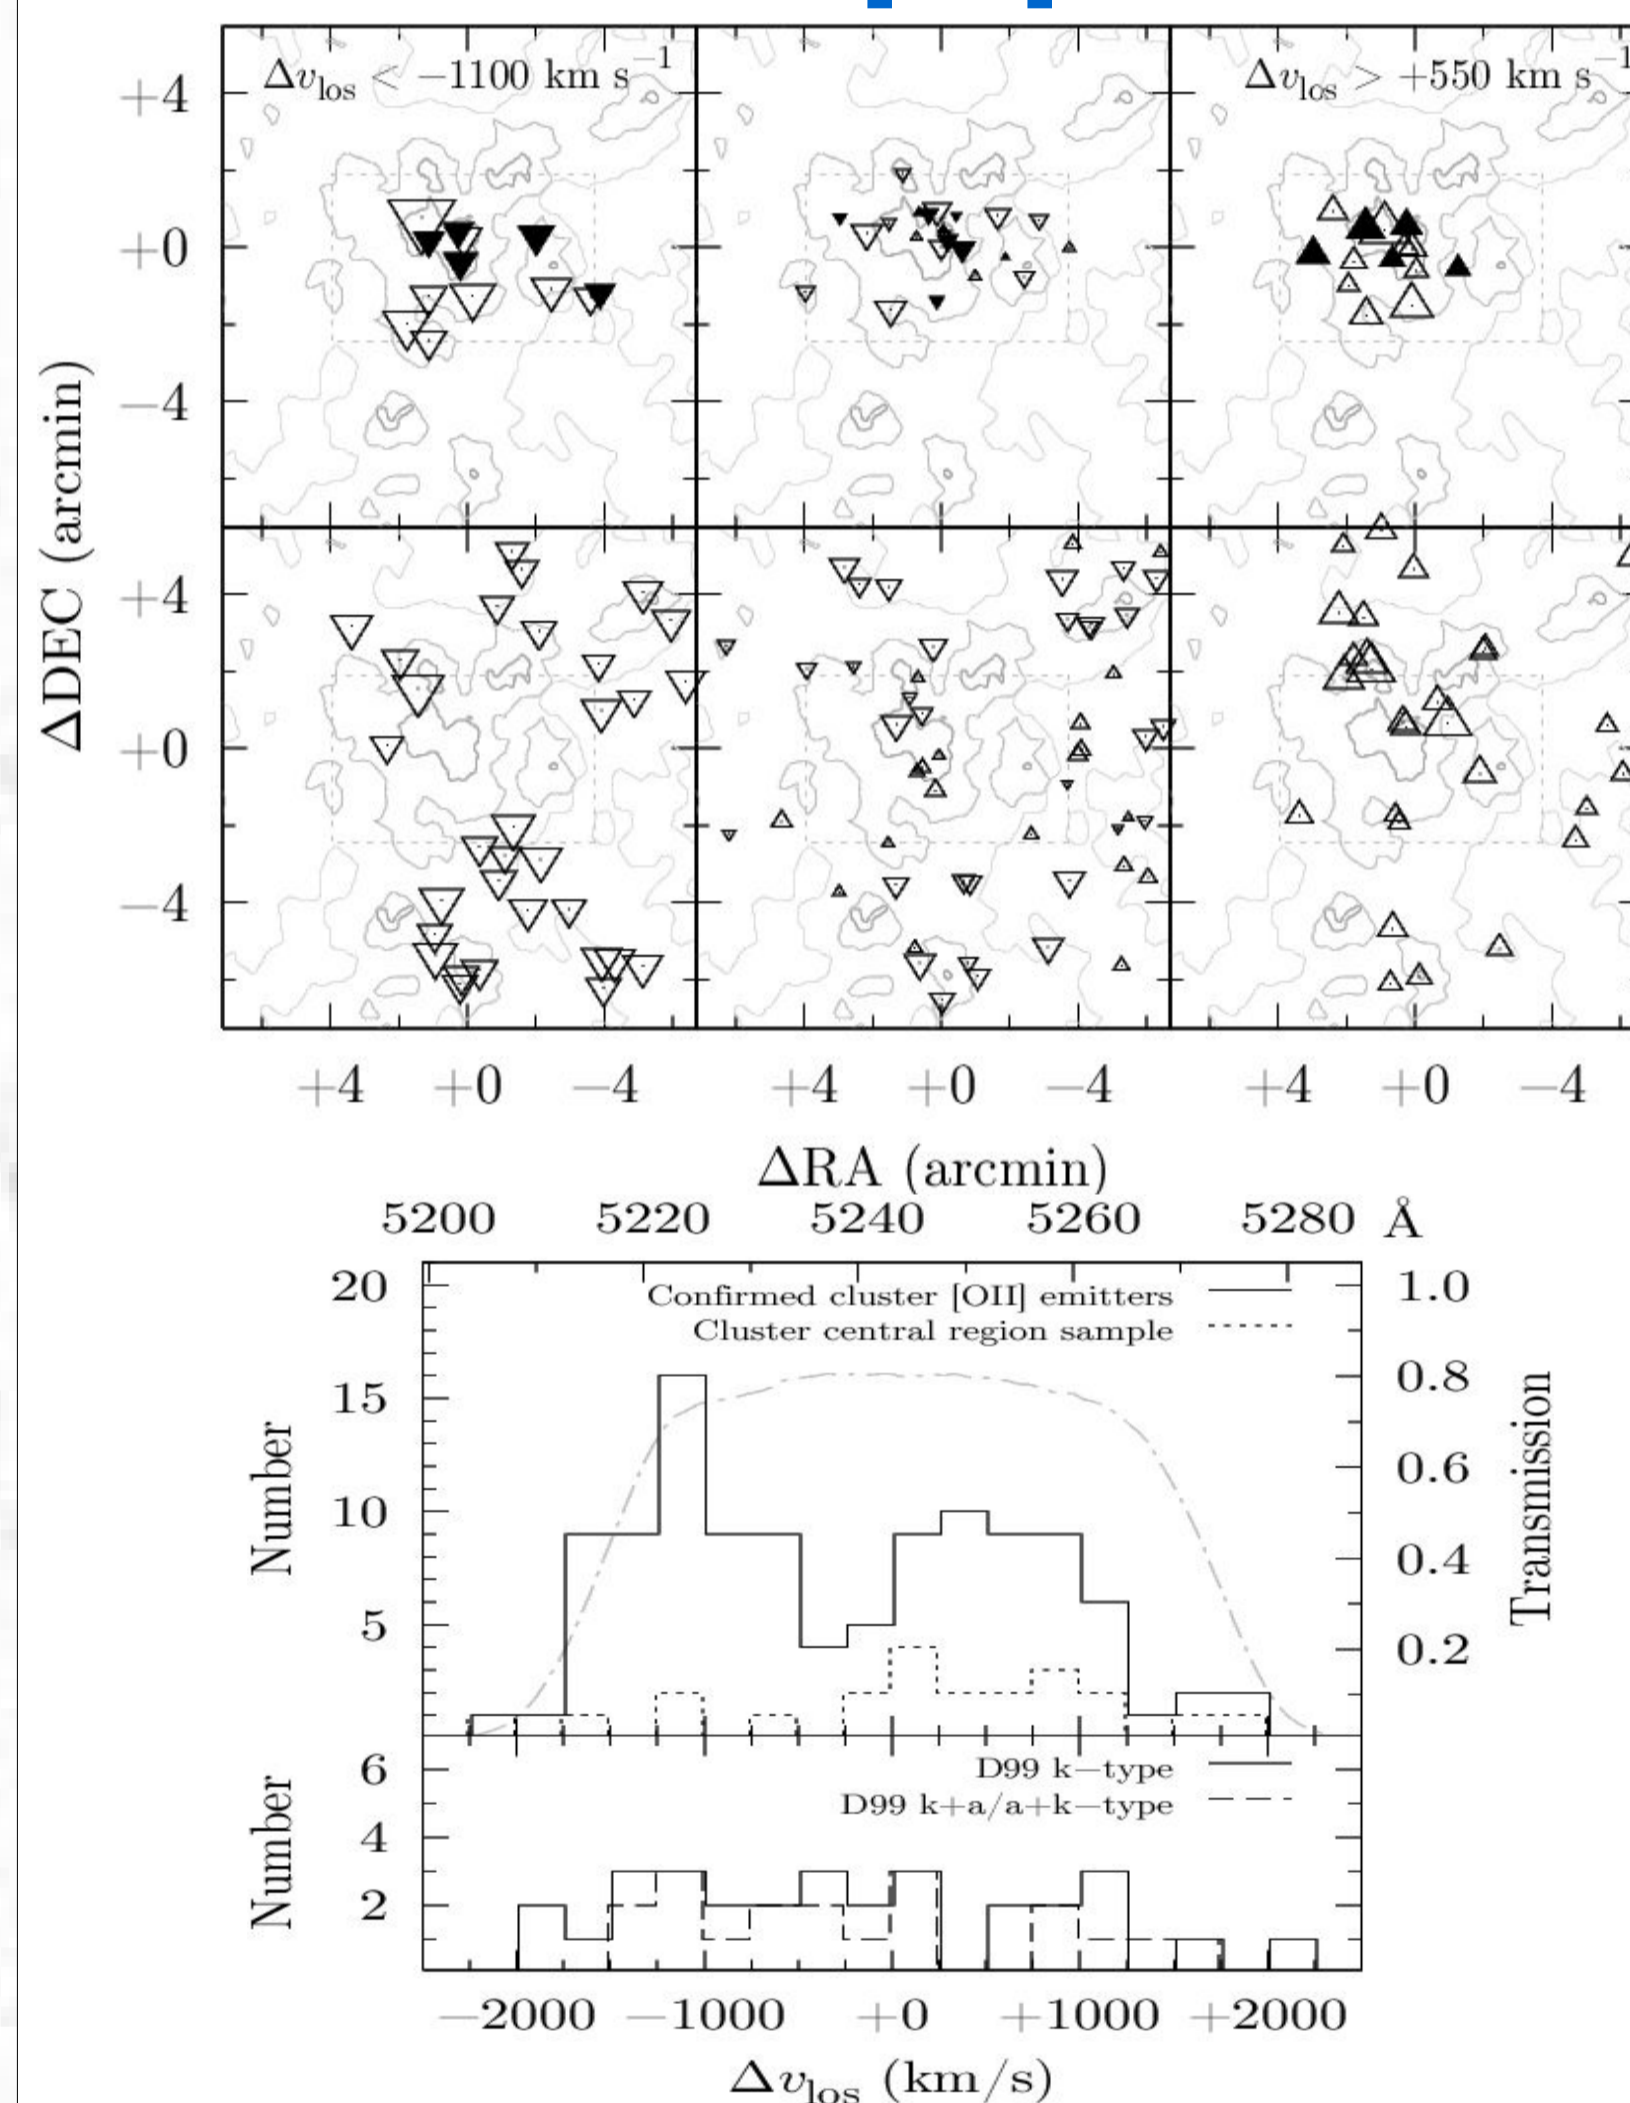 Δv_los < −1100 km s^−1
Δv_los > +550 km s^−1
+4
+0
−4
+4
+0
−4
ΔDEC (arcmin)
+4 +0 −4 +4 +0 −4 +4 +0 −4
ΔRA (arcmin)
5200 5220 5240 5260 5280 Å
Confirmed cluster [OII] emitters
Cluster central region sample
20
15
10
5
Number
1.0
0.8
0.6
0.4
0.2
Transmission
D99 k−type
D99 k+a/a+k−type
6
4
2
Number
−2000 −1000 +0 +1000 +2000
Δv_los (km/s)